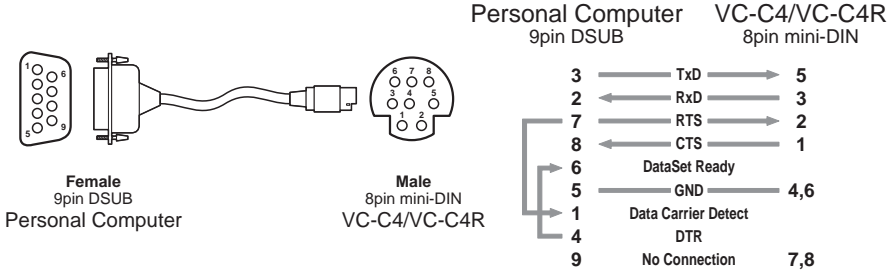 Personal Computer VC-C4/VC-C4R
9pin DSUB 8pin mini-DIN
1
6
5
9
6 7 8
3 4 5
1 2
Female
9pin DSUB
Personal Computer
Male
8pin mini-DIN
VC-C4/VC-C4R
3 TxD 5
2 RxD 3
7 RTS 2
8 CTS 1
6 DataSet Ready
5 GND 4,6
1 Data Carrier Detect
4 DTR
9 No Connection 7,8